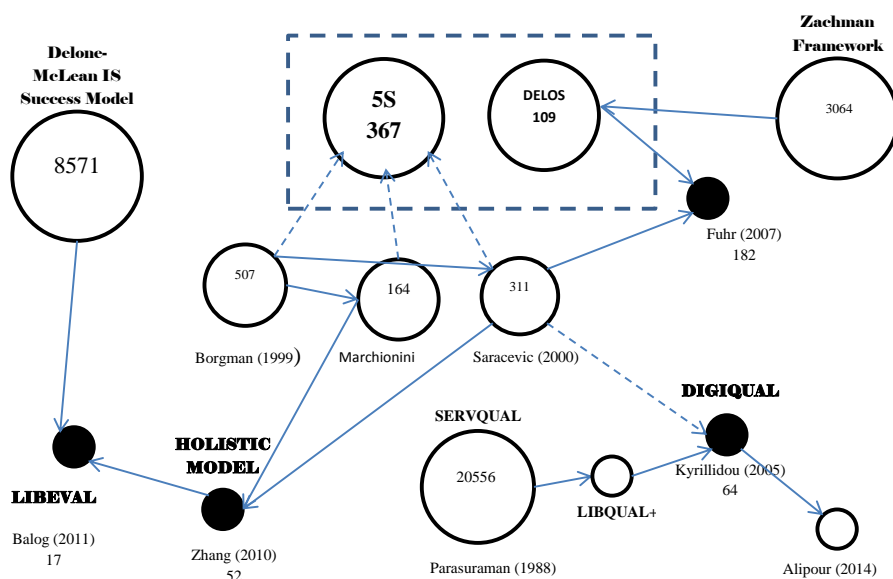 Delone-
McLean IS
Success Model
8571
5S
367
DELOS
109
Zachman
Framework
3064
Fuhr (2007)
182
507
164
311
Borgman (1999)
Marchionini
Saracevic (2000)
DIGIQUAL
SERVQUAL
HOLISTIC
MODEL
20556
Kyrillidou (2005)
64
LIBEVAL
LIBQUAL+
Balog (2011)
17
Zhang (2010)
52
Parasuraman (1988)
Alipour (2014)